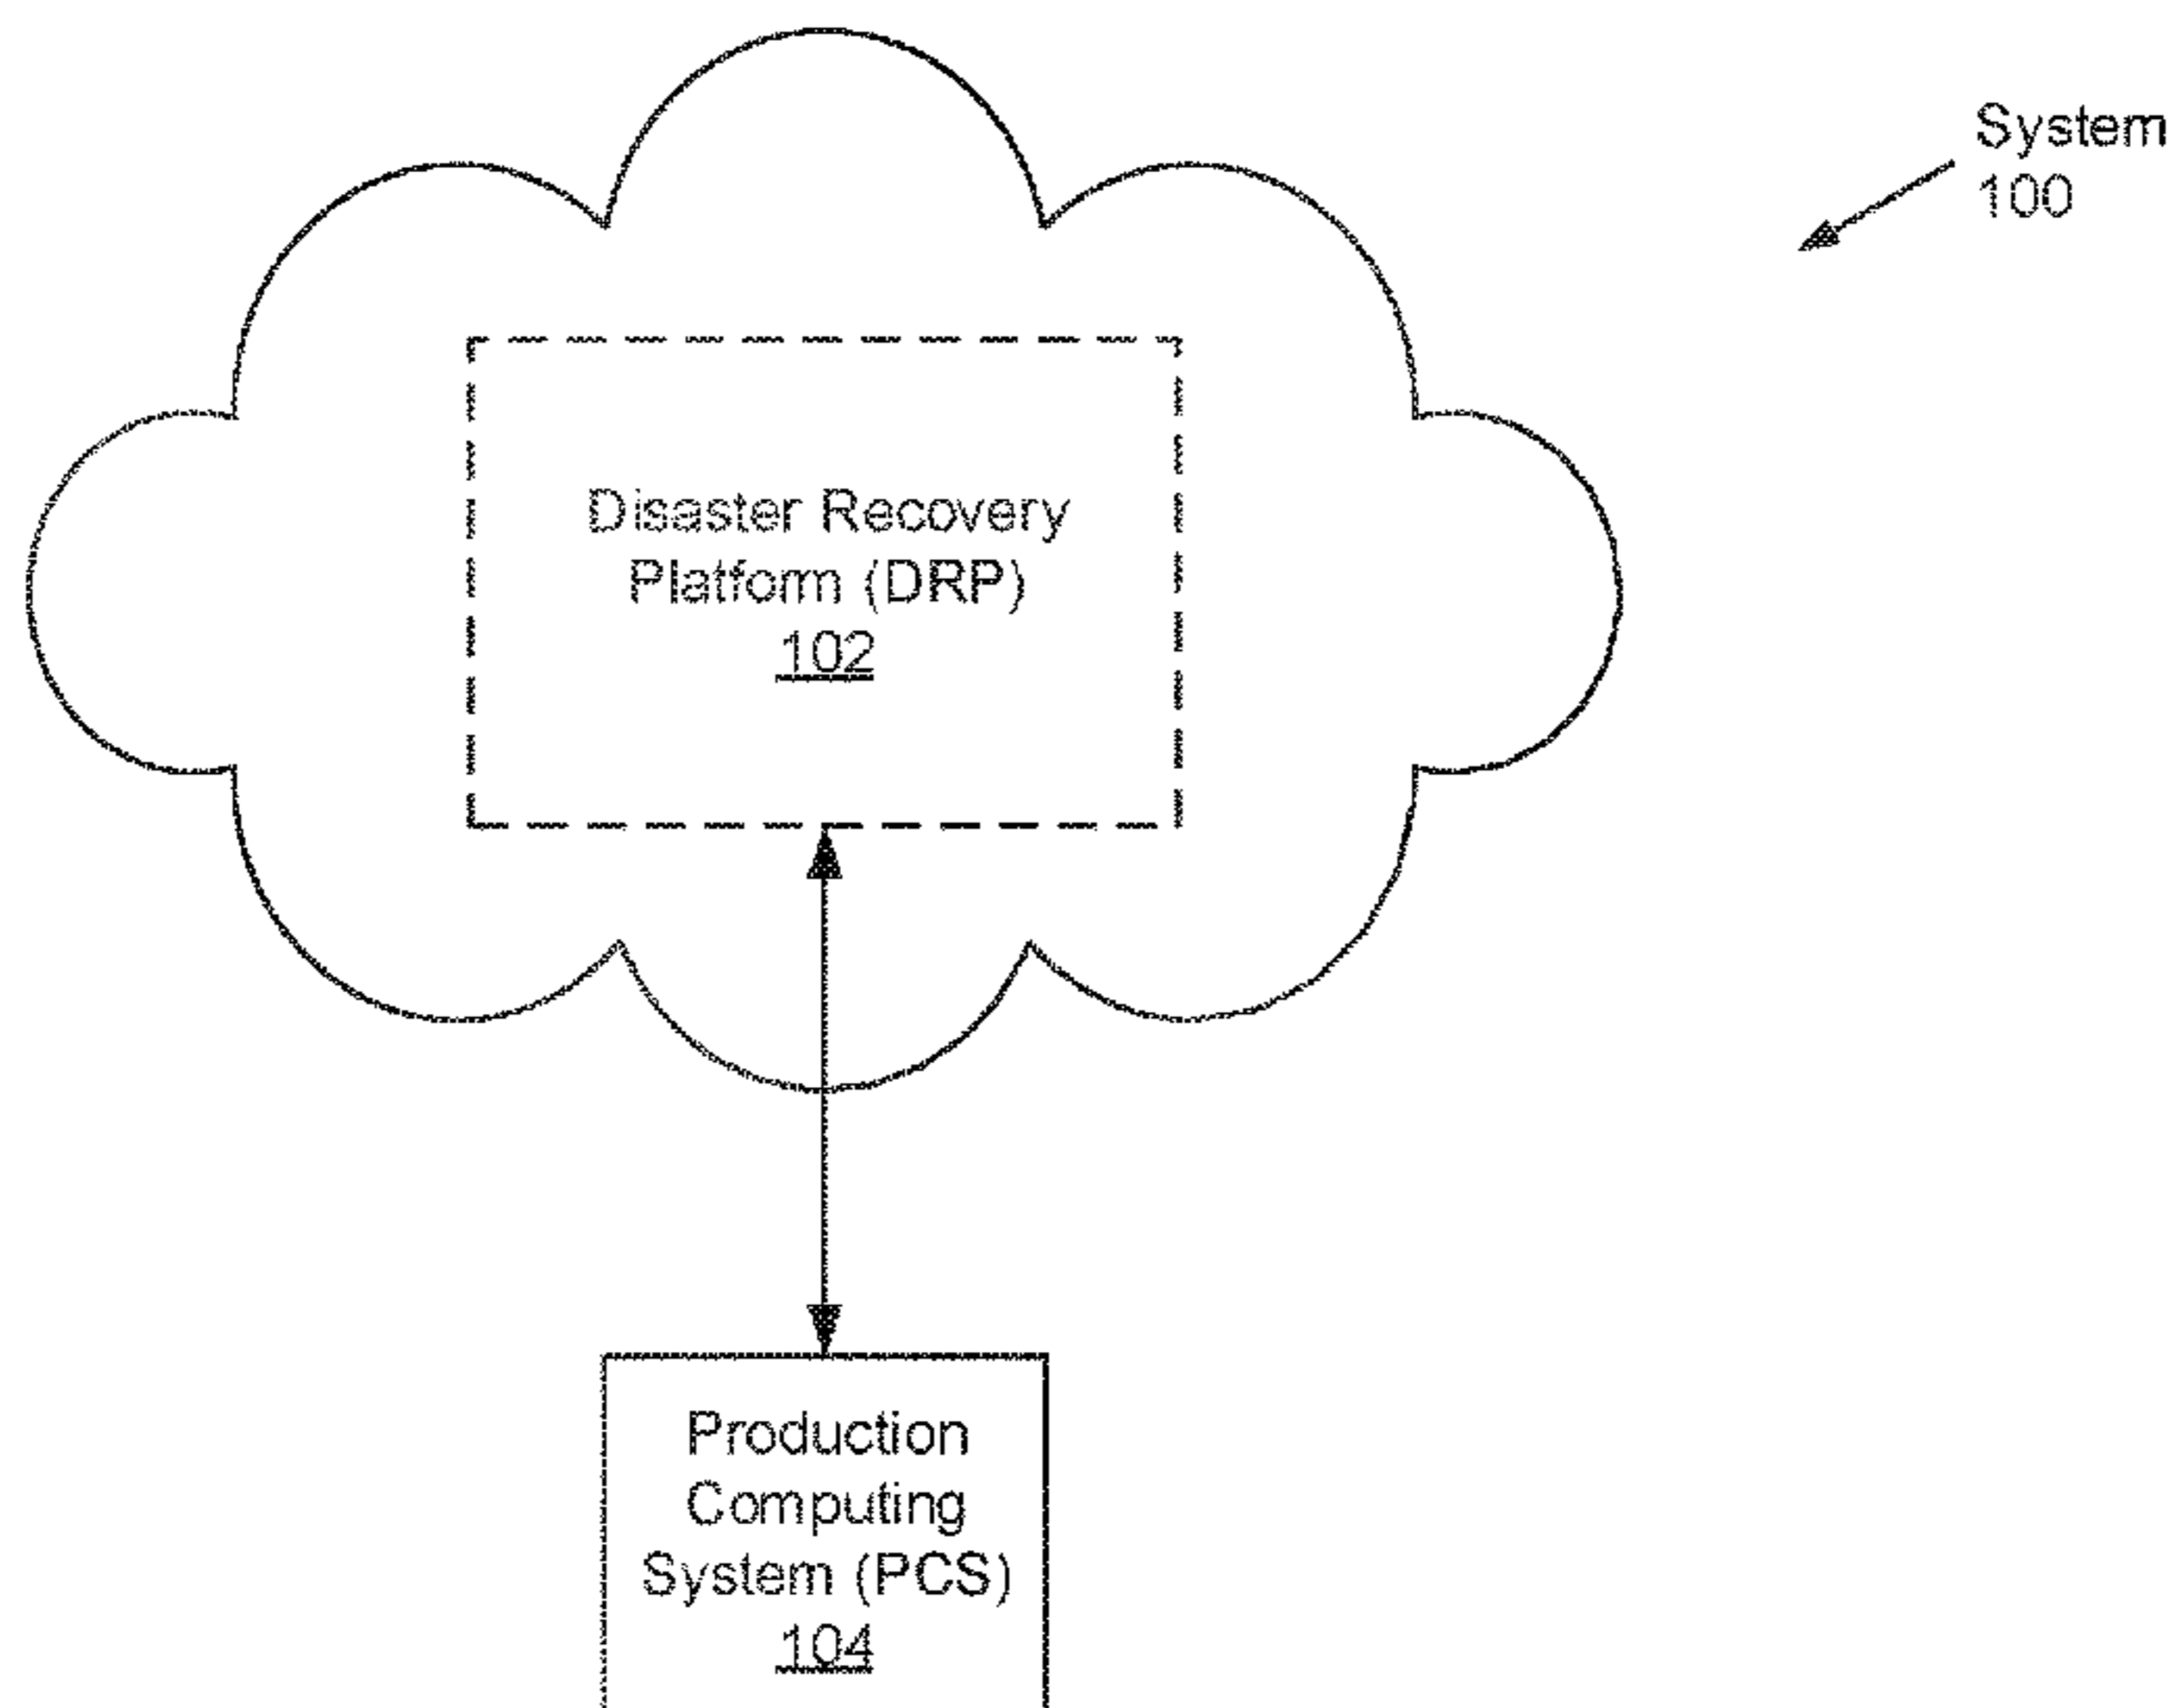 System
100
Disaster Recovery
Platform (DRP)
102
Production
Computing
System (PCS)
104